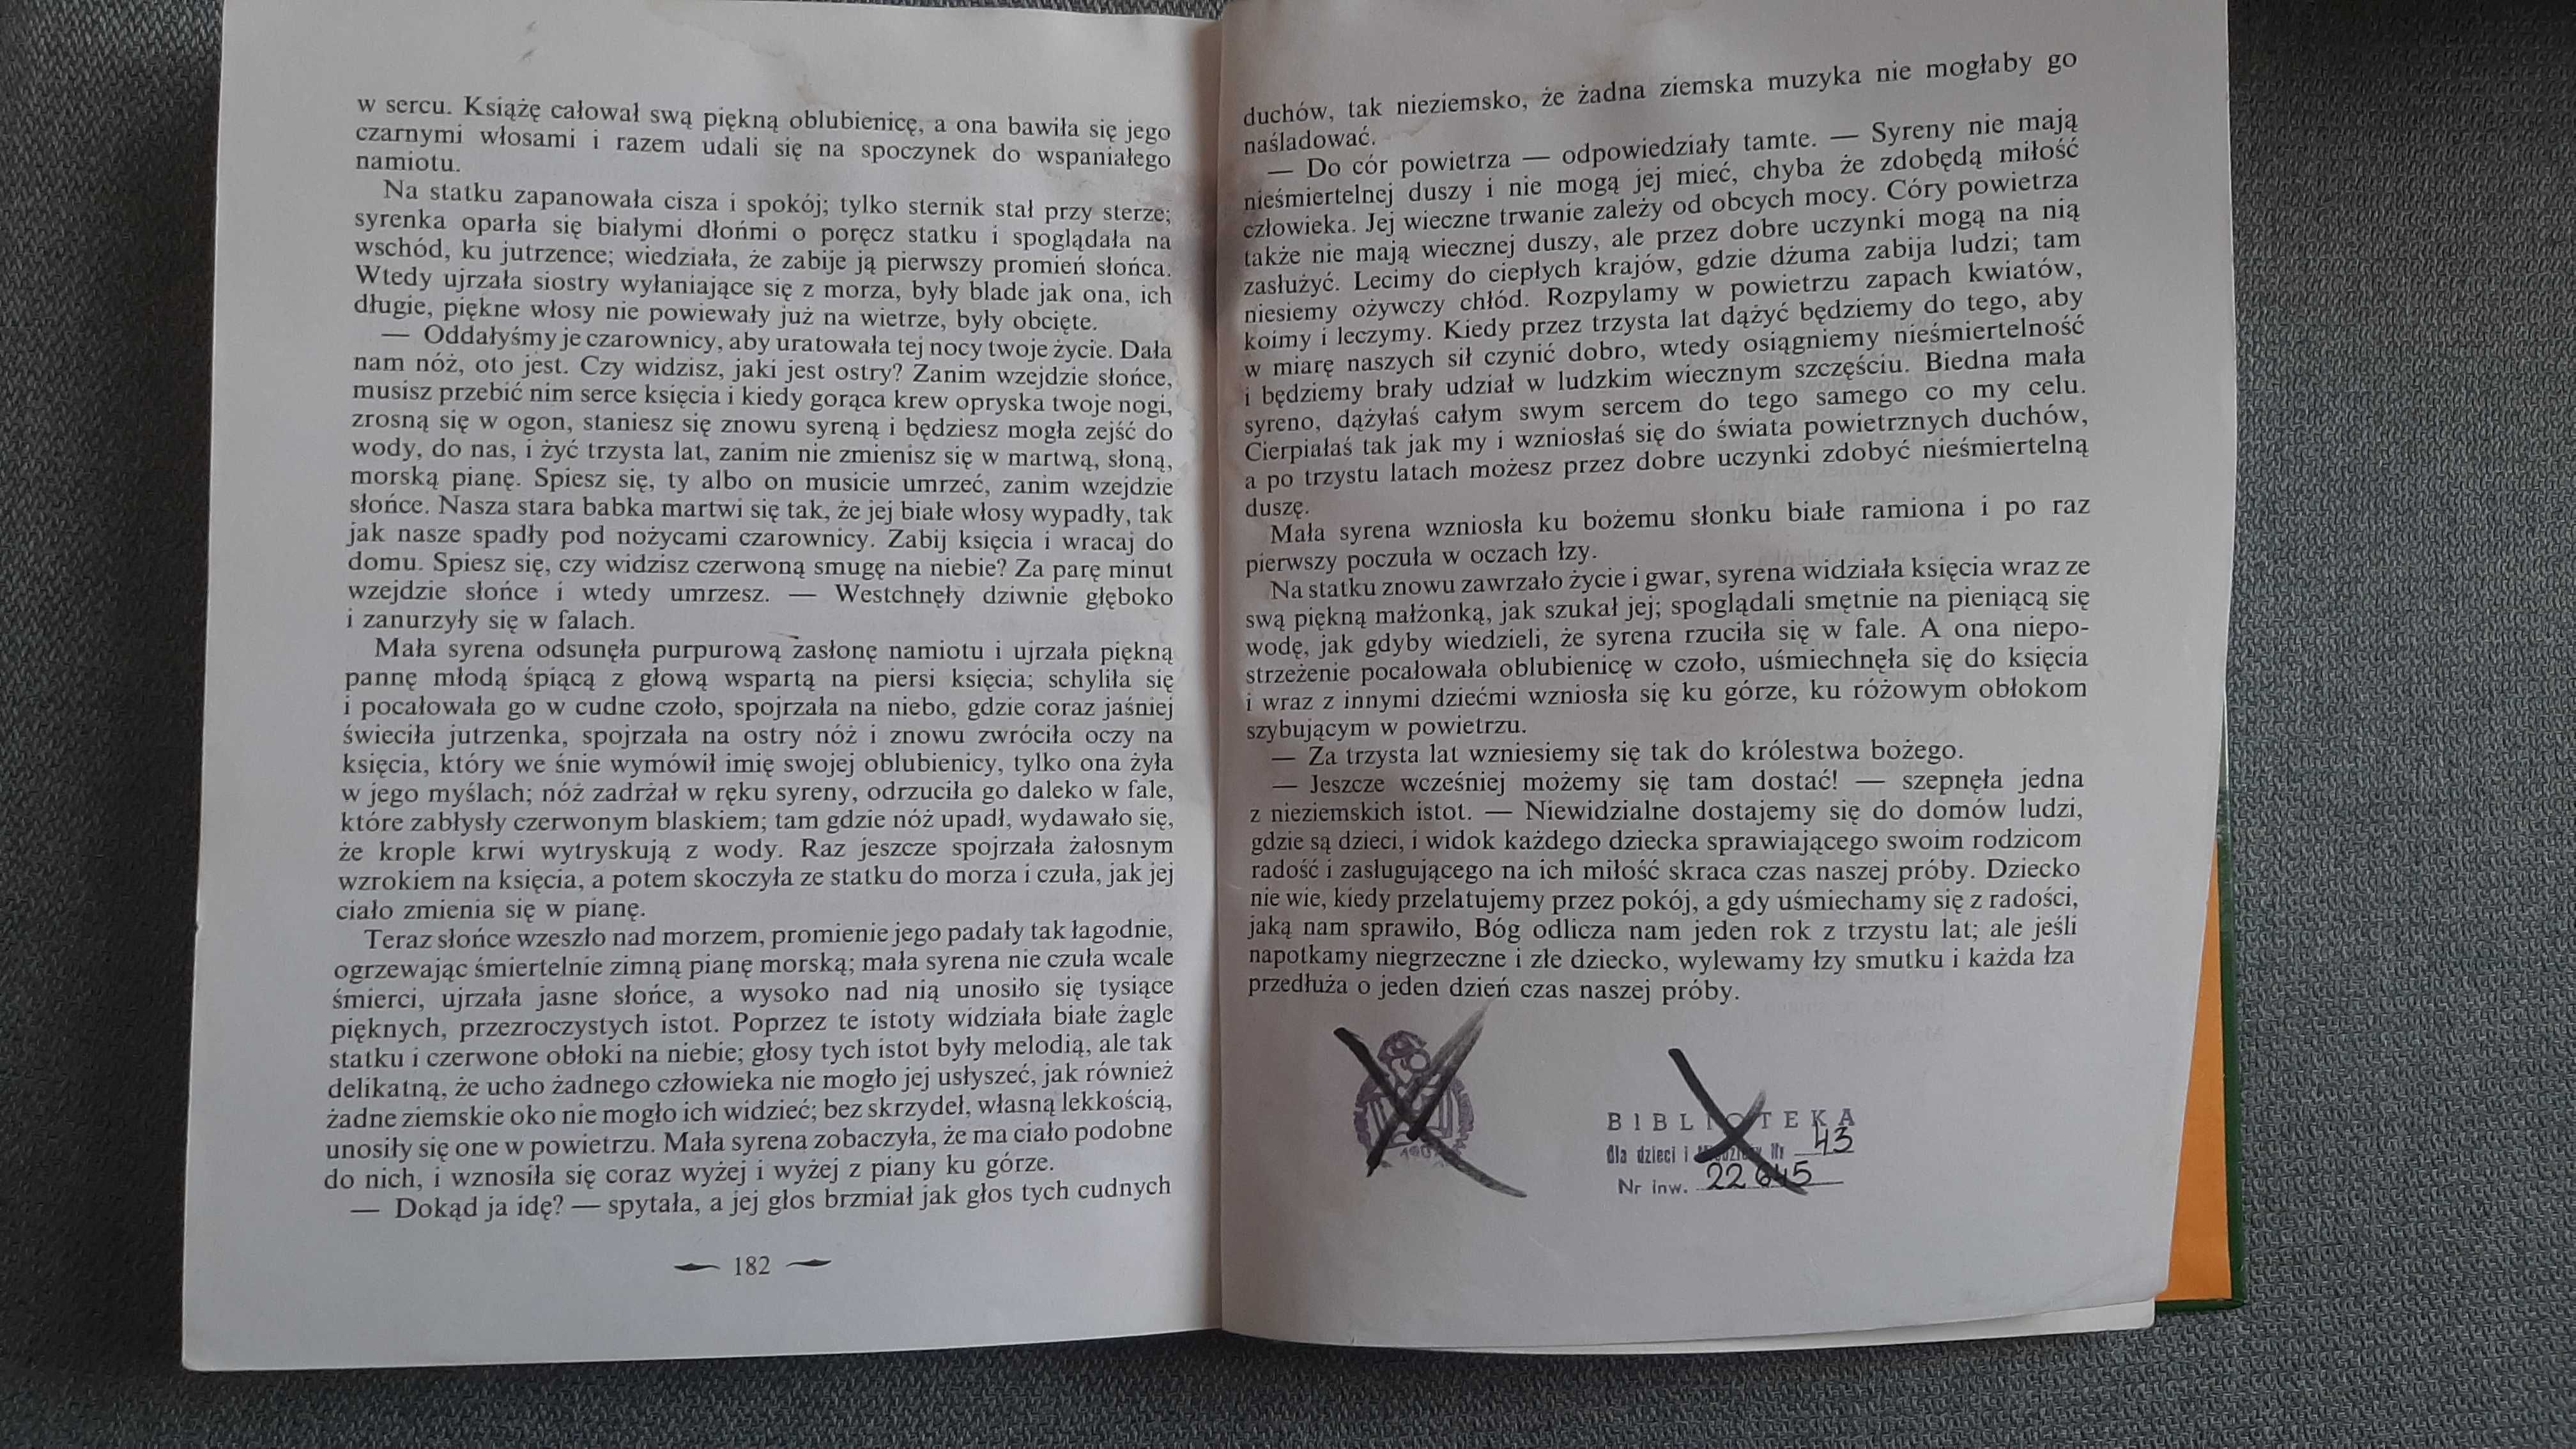 w sercu. Książę całował swą piękną oblubienicę, a ona bawiła się jego
czarnymi włosami i razem udali się na spoczynek do wspaniałego
namiotu.
Na statku zapanowała cisza i spokój; tylko sternik stał przy sterze;
syrenka oparła się białymi dłońmi o poręcz statku i spoglądała na
wschód, ku jutrzence; wiedziała, że zabije ją pierwszy promień słońca.
Wtedy ujrzała siostry wyłaniające się z morza, były blade jak ona, ich
długie, piękne włosy nie powiewały już na wietrze, były obcięte.
— Oddałyśmy je czarownicy, aby uratowała tej nocy twoje życie. Dała
nam nóż, oto jest. Czy widzisz, jaki jest ostry? Zanim wzejdzie słońce,
musisz przebić nim serce księcia i kiedy gorąca krew opryska twoje nogi,
zrosną się w ogon, staniesz się znowu syreną i będziesz mogła zejść do
wody, do nas, i żyć trzysta lat, zanim nie zmienisz się w martwą, słoną,
morską pianę. Spiesz się, ty albo on musicie umrzeć, zanim wzejdzie
słońce. Nasza stara babka martwi się tak, że jej białe włosy wypadły, tak
jak nasze spadły pod nożycami czarownicy. Zabij księcia i wracaj do
domu. Spiesz się, czy widzisz czerwoną smugę na niebie? Za parę minut
wzejdzie słońce i wtedy umrzesz. — Westchnęły dziwnie głęboko
i zanurzyły się w falach.
Mała syrena odsunęła purpurową zasłonę namiotu i ujrzała piękną
pannę młodą śpiącą z głową wspartą na piersi księcia; schyliła się
i pocałowała go w cudne czoło, spojrzała na niebo, gdzie coraz jaśniej
świeciła jutrzenka, spojrzała na ostry nóż i znowu zwróciła oczy na
księcia, który we śnie wymówił imię swojej oblubienicy, tylko ona żyła
w jego myślach; nóż zadrżał w ręku syreny, odrzuciła go daleko w fale,
które zabłysły czerwonym blaskiem; tam gdzie nóż upadł, wydawało się,
że krople krwi wytryskują z wody. Raz jeszcze spojrzała żałosnym
wzrokiem na księcia, a potem skoczyła ze statku do morza i czuła, jak jej
ciało zmienia się w pianę.
Teraz słońce wzeszło nad morzem, promienie jego padały tak łagodnie,
ogrzewając śmiertelnie zimną pianę morską; mała syrena nie czuła wcale
śmierci, ujrzała jasne słońce, a wysoko nad nią unosiło się tysiące
pięknych, przezroczystych istot. Poprzez te istoty widziała białe żagle
statku i czerwone obłoki na niebie; głosy tych istot były melodią, ale tak
delikatną, że ucho żadnego człowieka nie mogło jej usłyszeć, jak również
żadne ziemskie oko nie mogło ich widzieć; bez skrzydeł, własną lekkością,
unosiły się one w powietrzu. Mała syrena zobaczyła, że ma ciało podobne
do nich, i wznosiła się coraz wyżej i wyżej z piany ku górze.
— Dokąd ja idę? — spytała, a jej głos brzmiał jak głos tych cudnych
182
duchów, tak nieziemsko, że żadna ziemska muzyka nie mogłaby go
naśladować.
— Do cór powietrza — odpowiedziały tamte. — Syreny nie mają
nieśmiertelnej duszy i nie mogą jej mieć, chyba że zdobędą miłość
człowieka. Jej wieczne trwanie zależy od obcych mocy. Córy powietrza
także nie mają wiecznej duszy, ale przez dobre uczynki mogą na nią
zasłużyć. Lecimy do ciepłych krajów, gdzie dżuma zabija ludzi; tam
niesiemy ożywczy chłód. Rozpylamy w powietrzu zapach kwiatów,
koimy i leczymy. Kiedy przez trzysta lat dążyć będziemy do tego, aby
w miarę naszych sił czynić dobro, wtedy osiągniemy nieśmiertelność
i będziemy brały udział w ludzkim wiecznym szczęściu. Biedna mała
syreno, dążyłaś całym swym sercem do tego samego co my celu.
Cierpiałaś tak jak my i wzniosłaś się do świata powietrznych duchów,
a po trzystu latach możesz przez dobre uczynki zdobyć nieśmiertelną
duszę.
Mała syrena wzniosła ku bożemu słonku białe ramiona i po raz
pierwszy poczuła w oczach łzy.
Na statku znowu zawrzało życie i gwar, syrena widziała księcia wraz ze
swą piękną małżonką, jak szukał jej; spoglądali smętnie na pieniącą się
wodę, jak gdyby wiedzieli, że syrena rzuciła się w fale. A ona niepo-
strzeżenie pocałowała oblubienicę w czoło, uśmiechnęła się do księcia
i wraz z innymi dziećmi wzniosła się ku górze, ku różowym obłokom
szybującym w powietrzu.
— Za trzysta lat wzniesiemy się tak do królestwa bożego.
— Jeszcze wcześniej możemy się tam dostać! — szepnęła jedna
z nieziemskich istot. — Niewidzialne dostajemy się do domów ludzi,
gdzie są dzieci, i widok każdego dziecka sprawiającego swoim rodzicom
radość i zasługującego na ich miłość skraca czas naszej próby. Dziecko
nie wie, kiedy przelatujemy przez pokój, a gdy uśmiechamy się z radości,
jaką nam sprawiło, Bóg odlicza nam jeden rok z trzystu lat; ale jeśli
napotkamy niegrzeczne i złe dziecko, wylewamy łzy smutku i każda łza
przedłuża o jeden dzień czas naszej próby.
BIBLIOTEKA
dla dzieci i młodzieży Nr 43
Nr inw. 22645